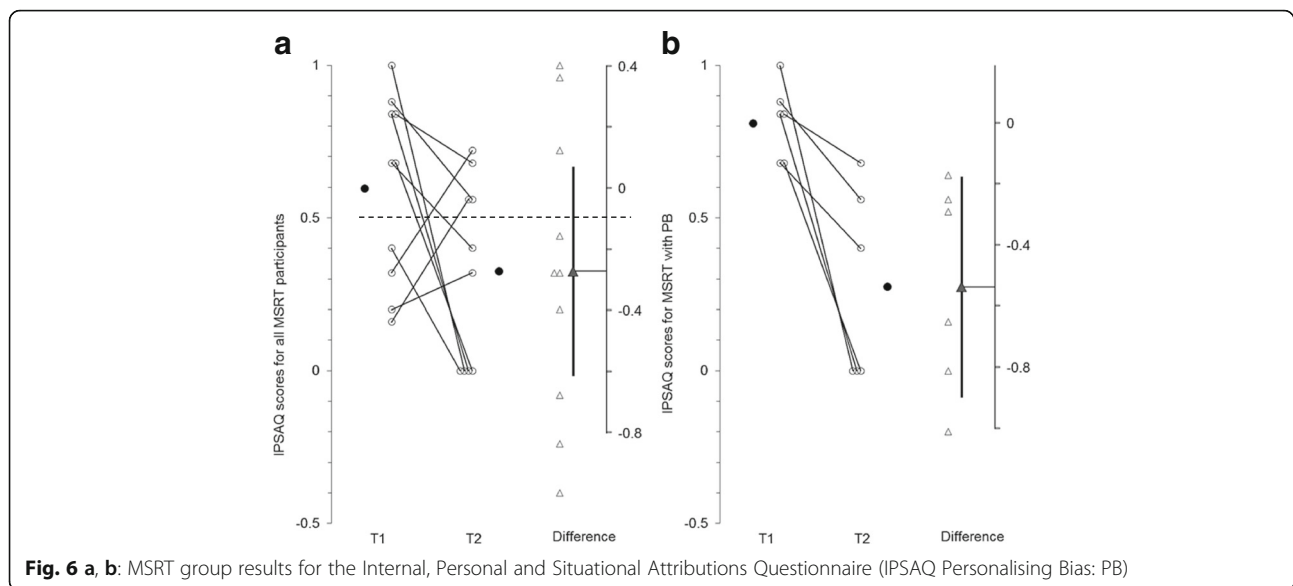 a
b
IPSAQ scores for all MSRT participants
1
0.5
0
-0.5
T1
T2
Difference
0.4
0
-0.4
-0.8
IPSAQ scores for MSRT with PB
1
0.5
0
-0.5
T1
T2
Difference
0
-0.4
-0.8
Fig. 6 a, b: MSRT group results for the Internal, Personal and Situational Attributions Questionnaire (IPSAQ Personalising Bias: PB)